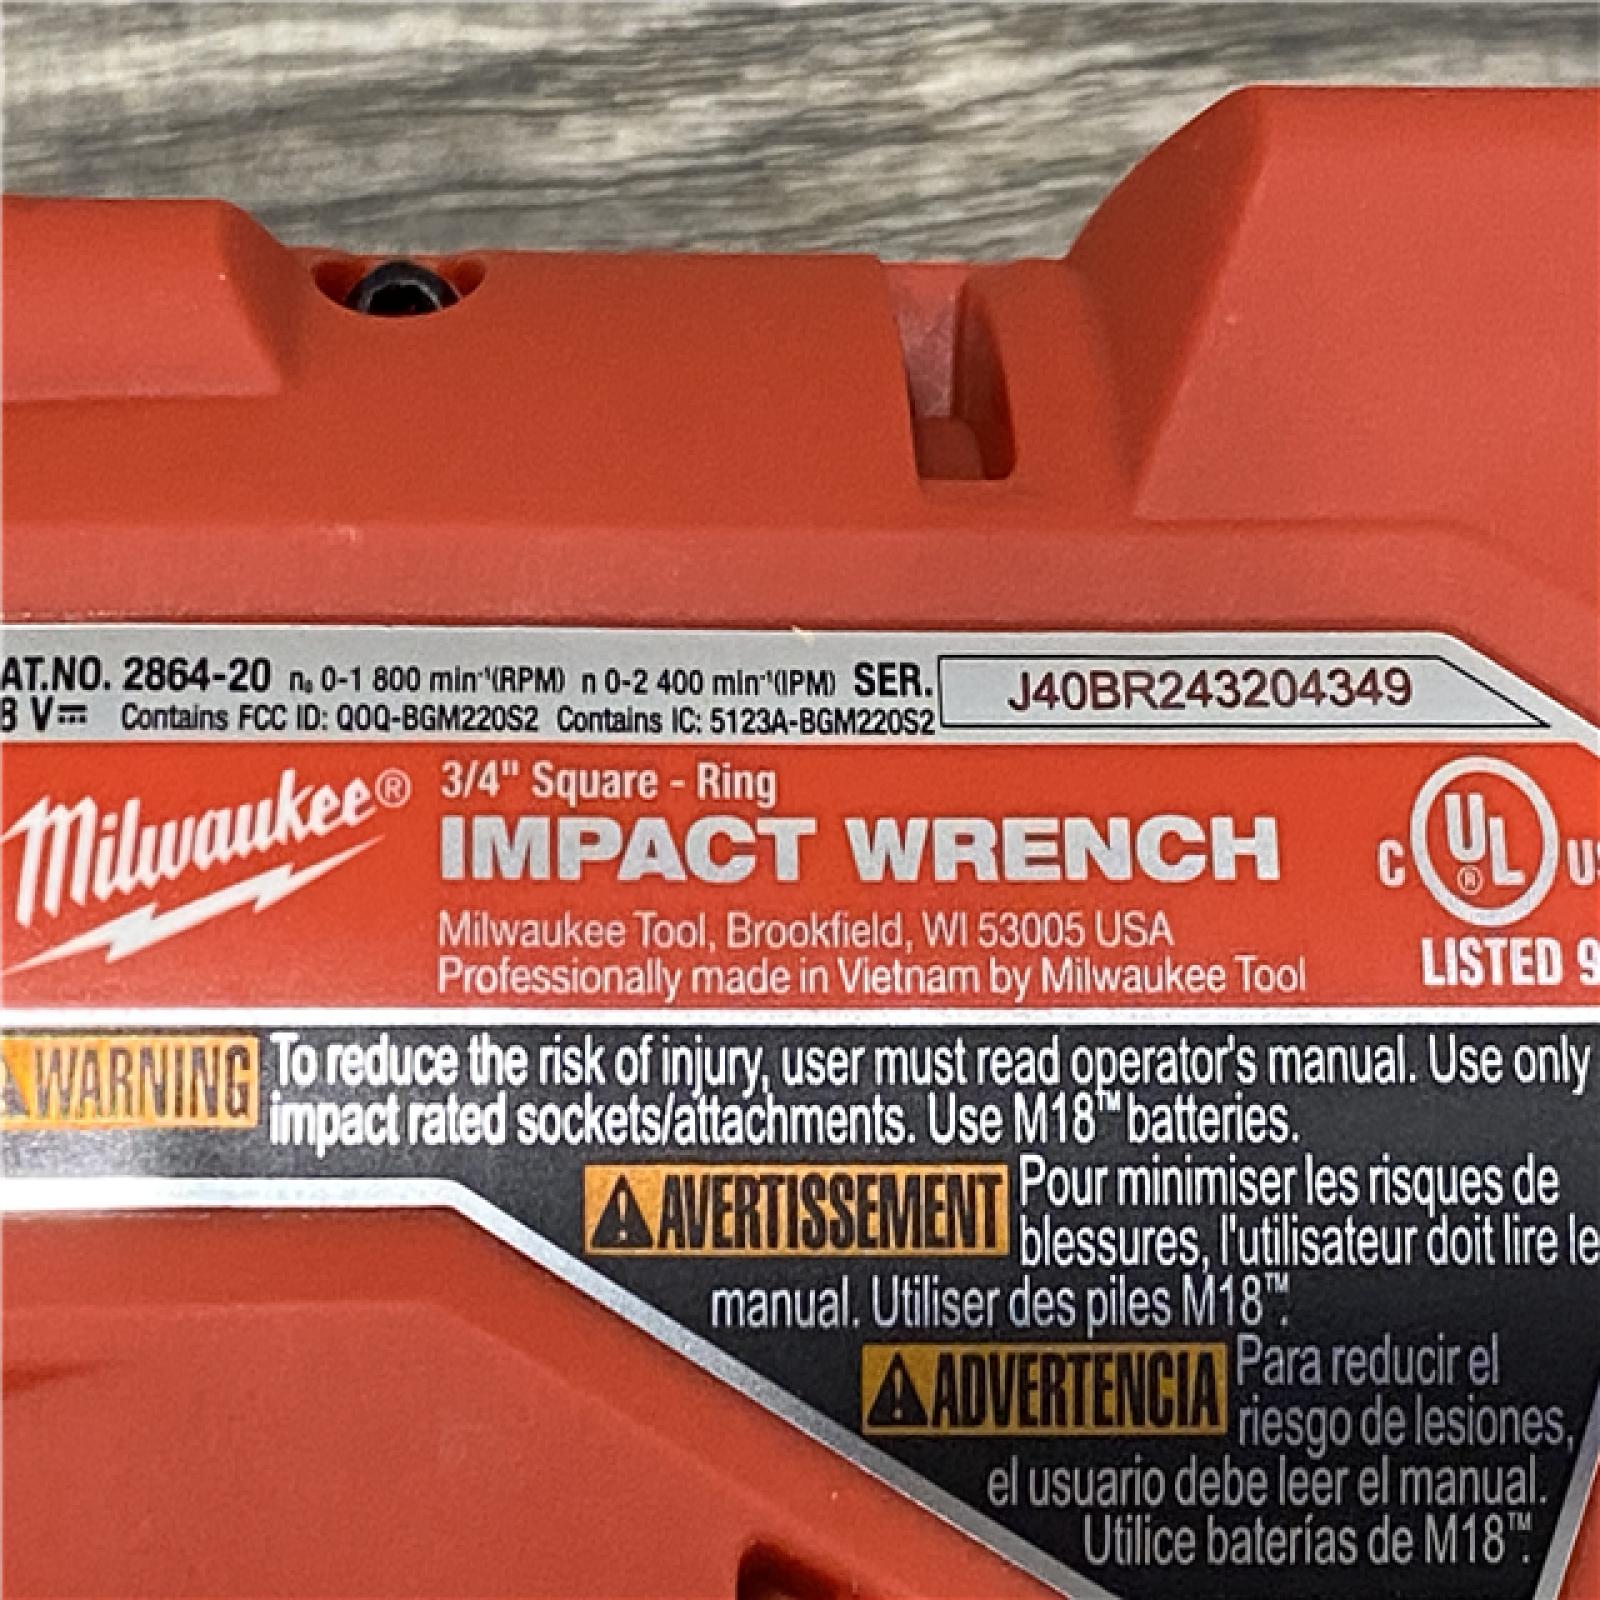 AT.NO. 2864-20 n₀ 0-1 800 min⁻¹(RPM) n 0-2 400 min⁻¹(IPM) SER. J40BR243204349
8 V⎓ Contains FCC ID: QOQ-BGM220S2 Contains IC: 5123A-BGM220S2
Milwaukee® 3/4" Square - Ring
IMPACT WRENCH
C UL® US
Milwaukee Tool, Brookfield, WI 53005 USA
Professionally made in Vietnam by Milwaukee Tool
LISTED 9
⚠ WARNING To reduce the risk of injury, user must read operator's manual. Use only
impact rated sockets/attachments. Use M18™ batteries.
⚠ AVERTISSEMENT Pour minimiser les risques de
blessures, l'utilisateur doit lire le
manual. Utiliser des piles M18™.
⚠ ADVERTENCIA Para reducir el
riesgo de lesiones,
el usuario debe leer el manual.
Utilice baterías de M18™.